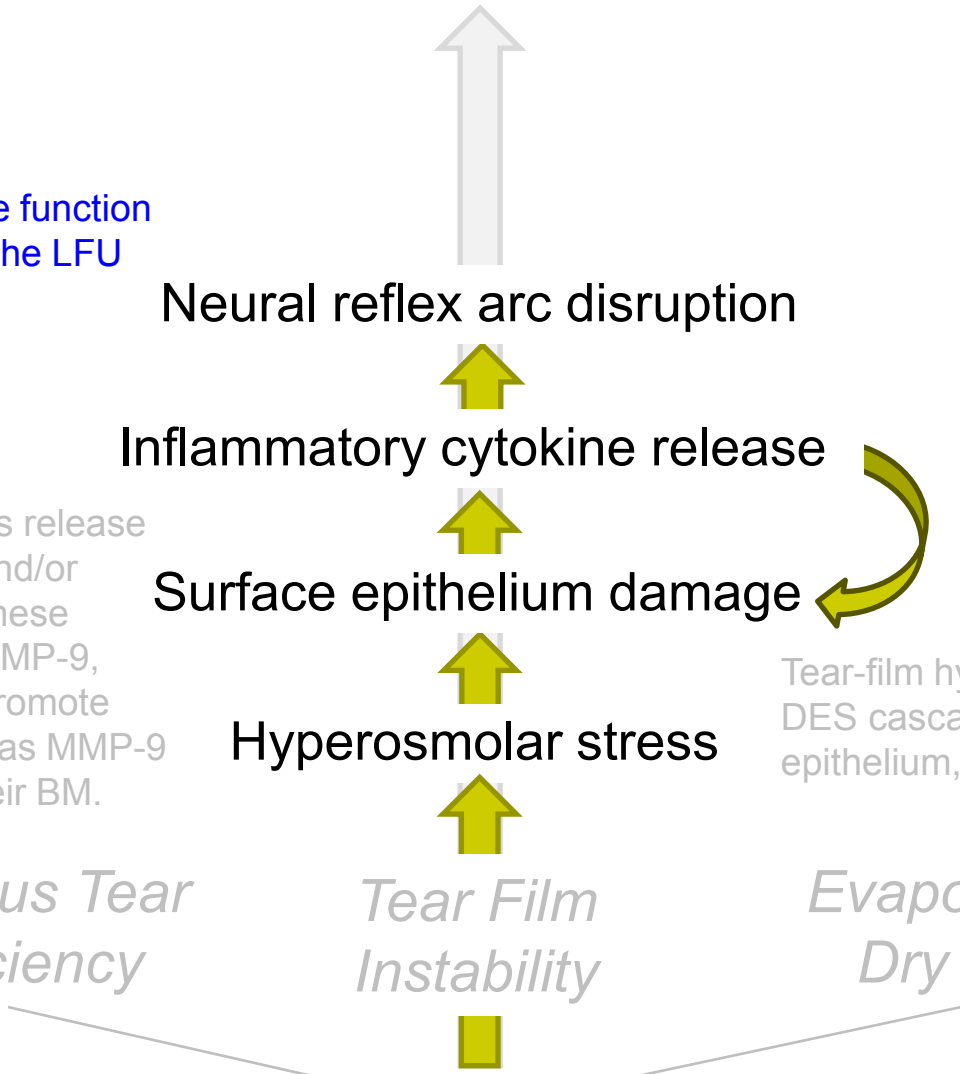 e function
he LFU
Neural reflex arc disruption
Inflammatory cytokine release
s release
nd/or
Surface epithelium damage
hese
MP-9,
romote
as MMP-9
eir BM.
Tear-film hy
DES casca
epithelium,
Hyperosmolar stress
us Tear
ciency
Tear Film
Instability
Evapo
Dry